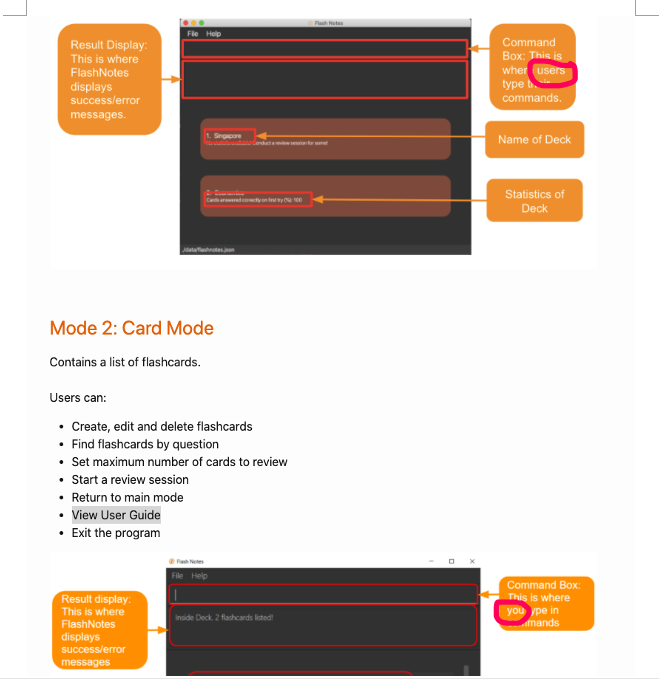 Flash Notes
Result Display:
This is where
FlashNotes
displays
success/error
messages.
File Help
Command
Box: This is
where users
type their
commands.
1. Singapore
conduct a review session for some!
Name of Deck
2. Economics
Cards answered correctly on first try (%): 100
Statistics of
Deck
./data/flashnotes.json
Mode 2: Card Mode
Contains a list of flashcards.
Users can:
• Create, edit and delete flashcards
• Find flashcards by question
• Set maximum number of cards to review
• Start a review session
• Return to main mode
• View User Guide
• Exit the program
Flash Notes
File Help
Result display:
This is where
FlashNotes
displays
success/error
messages
Inside Deck. 2 flashcards listed!
Command Box:
This is where
you type in
commands